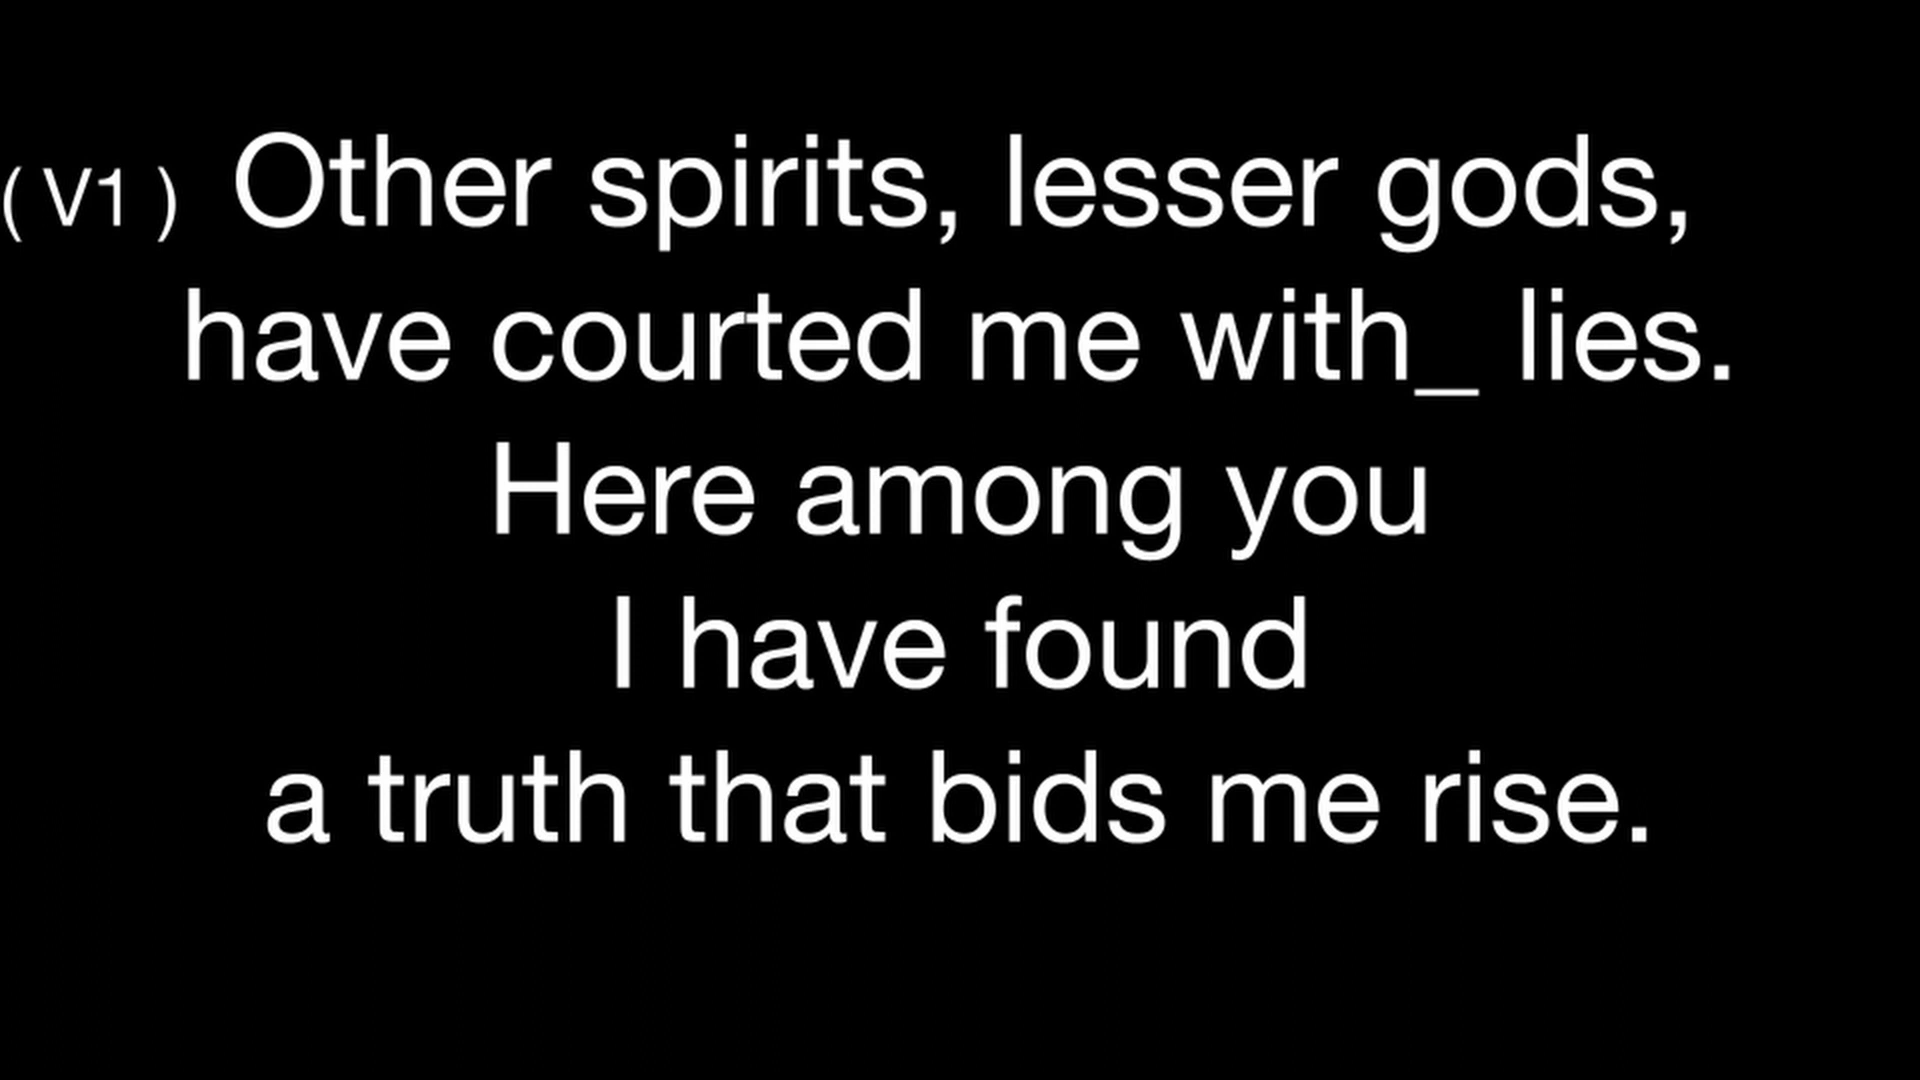 ( V1 ) Other spirits, lesser gods,
have courted me with_ lies.
Here among you
I have found
a truth that bids me rise.